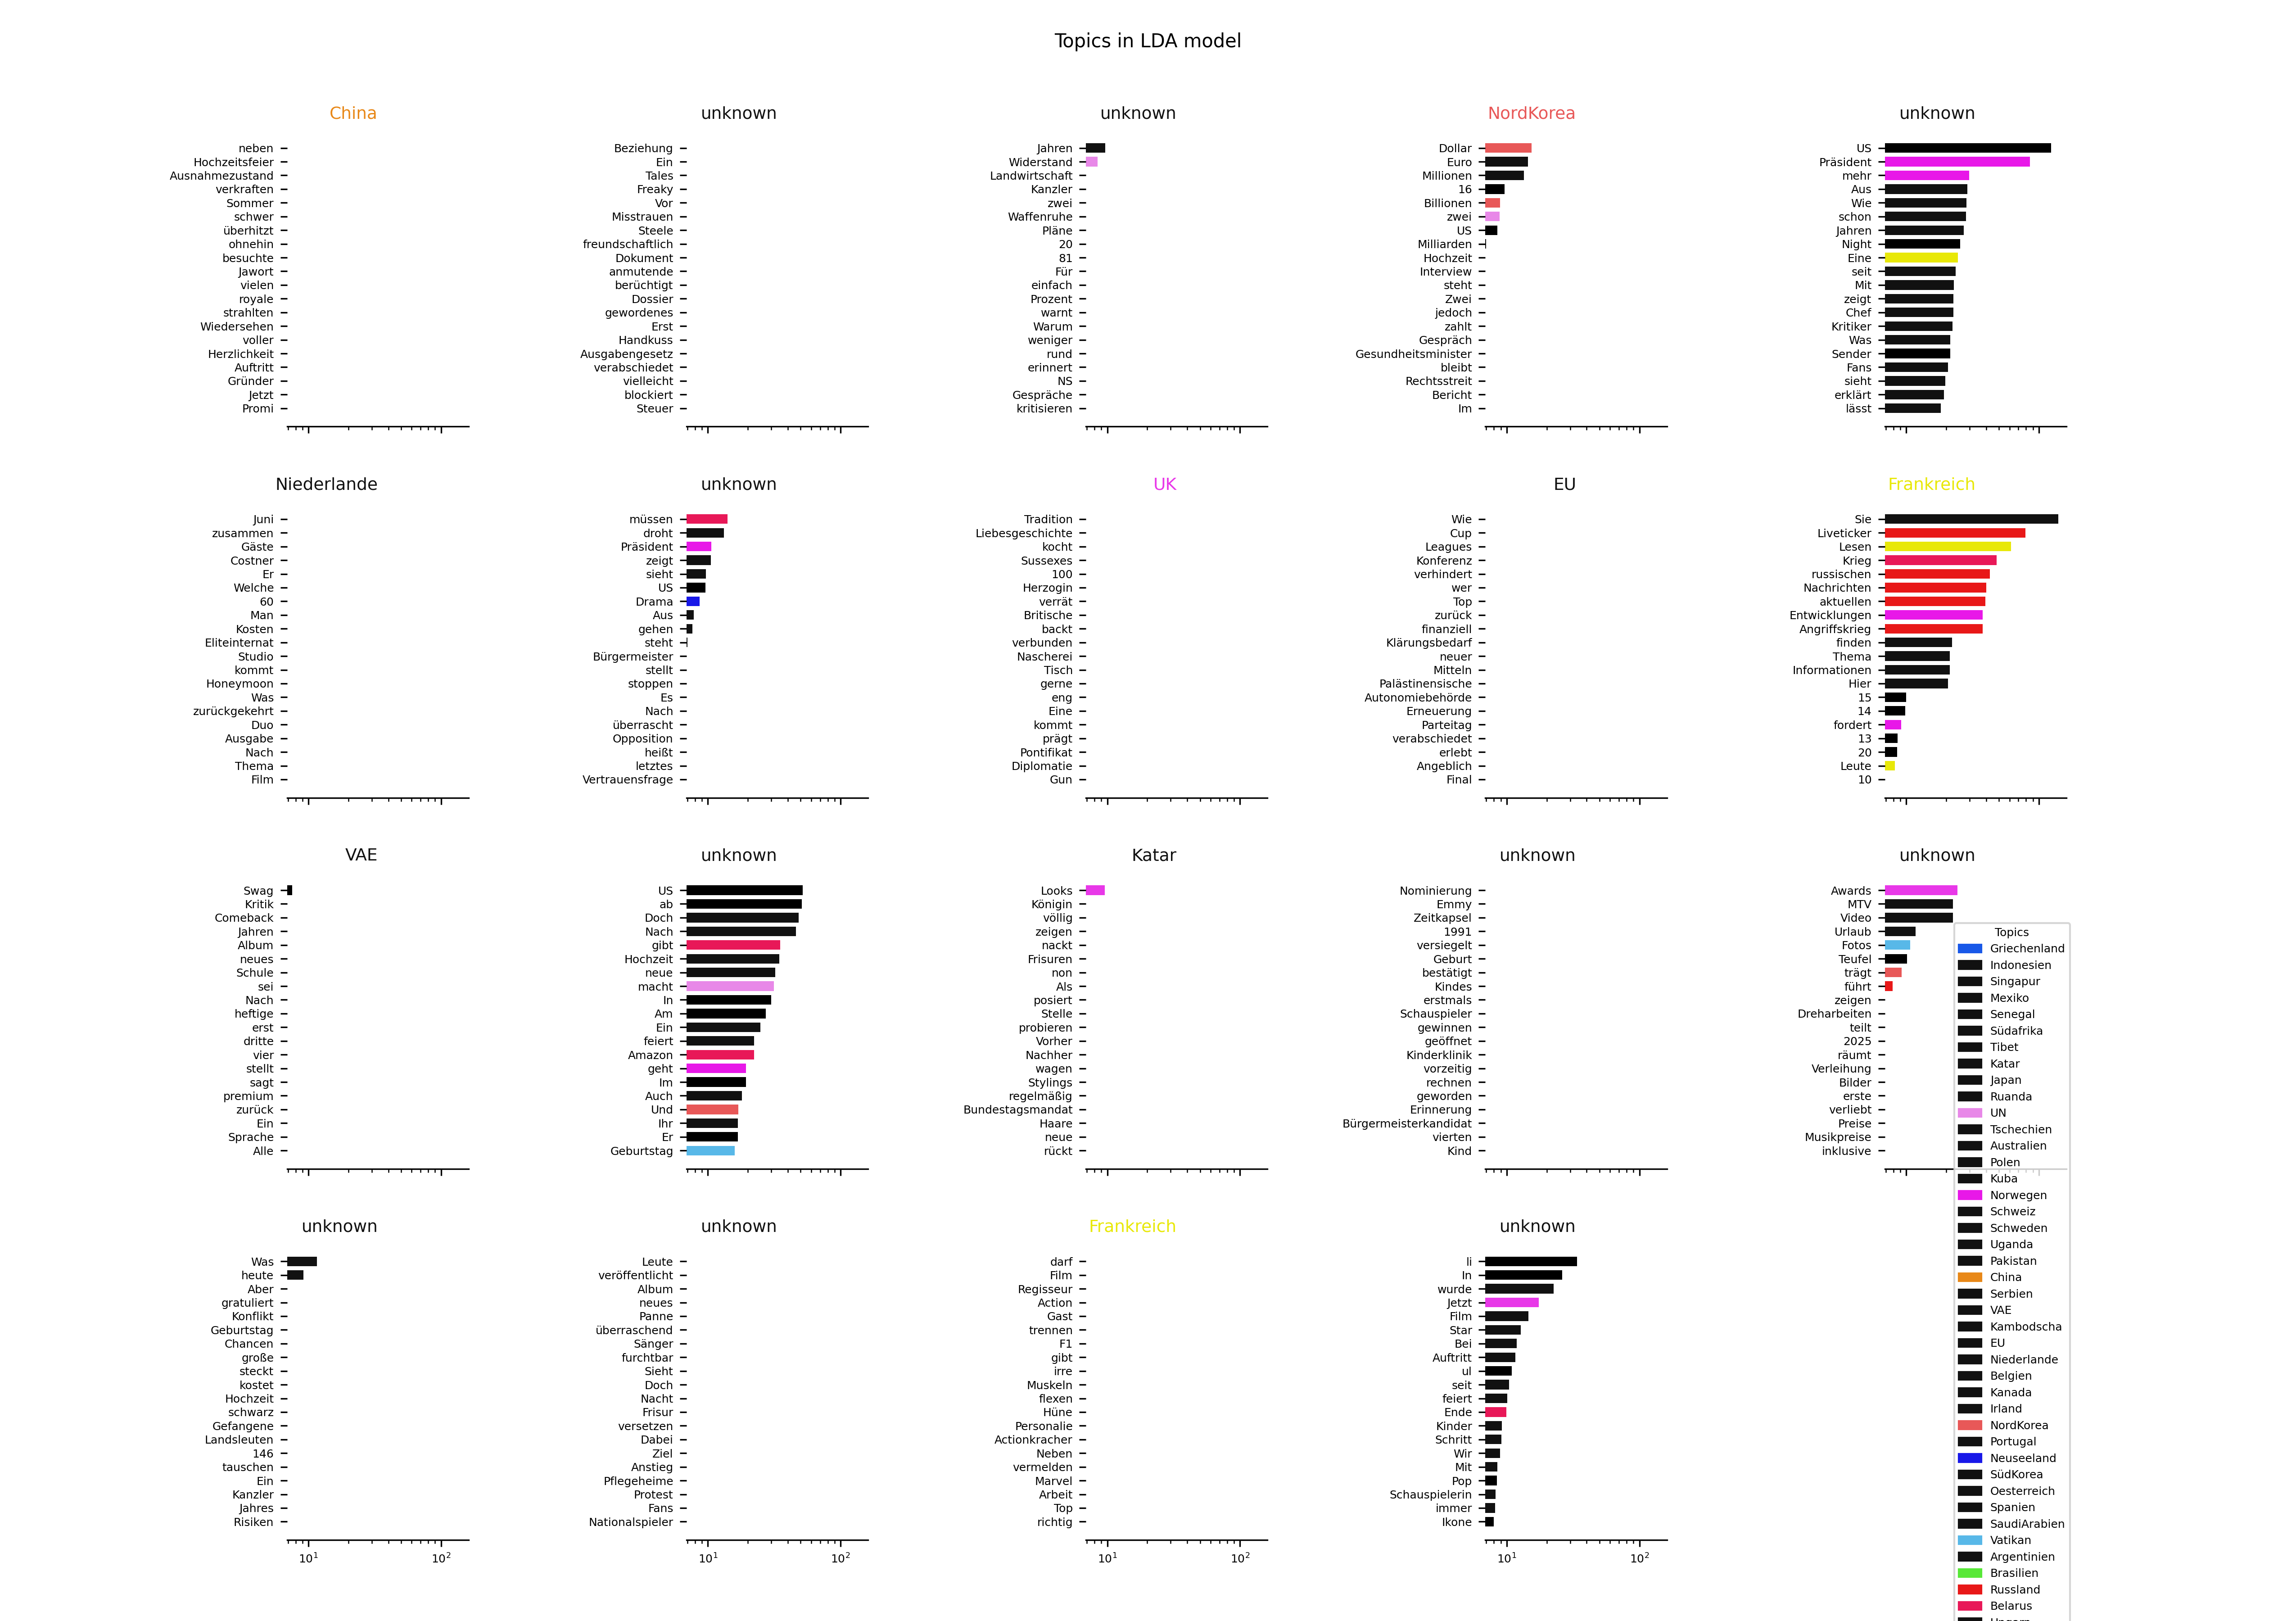 Topics in LDA model
China
neben
Hochzeitsfeier
Ausnahmezustand
verkraften
Sommer
schwer
überhitzt
ohnehin
besuchte
Jawort
vielen
royale
strahlten
Wiedersehen
voller
Herzlichkeit
Auftritt
Gründer
Jetzt
Promi
unknown
Beziehung
Ein
Tales
Freaky
Vor
Misstrauen
Steele
freundschaftlich
Dokument
anmutende
berüchtigt
Dossier
gewordenes
Erst
Handkuss
Ausgabengesetz
verabschiedet
vielleicht
blockiert
Steuer
unknown
Jahren
Widerstand
Landwirtschaft
Kanzler
zwei
Waffenruhe
Pläne
20
81
Für
einfach
Prozent
warnt
Warum
weniger
rund
erinnert
NS
Gespräche
kritisieren
NordKorea
Dollar
Euro
Millionen
16
Billionen
zwei
US
Milliarden
Hochzeit
Interview
steht
Zwei
jedoch
zahlt
Gespräch
Gesundheitsminister
bleibt
Rechtsstreit
Bericht
Im
unknown
US
Präsident
mehr
Aus
Wie
schon
Jahren
Night
Eine
seit
Mit
zeigt
Chef
Kritiker
Was
Sender
Fans
sieht
erklärt
lässt
Niederlande
Juni
zusammen
Gäste
Costner
Er
Welche
60
Man
Kosten
Eliteinternat
Studio
kommt
Honeymoon
Was
zurückgekehrt
Duo
Ausgabe
Nach
Thema
Film
unknown
müssen
droht
Präsident
zeigt
sieht
US
Drama
Aus
gehen
steht
Bürgermeister
stellt
stoppen
Es
Nach
überrascht
Opposition
heißt
letztes
Vertrauensfrage
UK
Tradition
Liebesgeschichte
kocht
Sussexes
100
Herzogin
verrät
Britische
backt
verbunden
Nascherei
Tisch
gerne
eng
Eine
kommt
prägt
Pontifikat
Diplomatie
Gun
EU
Wie
Cup
Leagues
Konferenz
verhindert
wer
Top
zurück
finanziell
Klärungsbedarf
neuer
Mitteln
Palästinensische
Autonomiebehörde
Erneuerung
Parteitag
verabschiedet
erlebt
Angeblich
Final
Frankreich
Sie
Liveticker
Lesen
Krieg
russischen
Nachrichten
aktuellen
Entwicklungen
Angriffskrieg
finden
Thema
Informationen
Hier
15
14
fordert
13
20
Leute
10
VAE
Swag
Kritik
Comeback
Jahren
Album
neues
Schule
sei
Nach
heftige
erst
dritte
vier
stellt
sagt
premium
zurück
Ein
Sprache
Alle
unknown
US
ab
Doch
Nach
gibt
Hochzeit
neue
macht
In
Am
Ein
feiert
Amazon
geht
Im
Auch
Und
Ihr
Er
Geburtstag
Katar
Looks
Königin
völlig
zeigen
nackt
Frisuren
non
Als
posiert
Stelle
probieren
Vorher
Nachher
wagen
Stylings
regelmäßig
Bundestagsmandat
Haare
neue
rückt
unknown
Nominierung
Emmy
Zeitkapsel
1991
versiegelt
Geburt
bestätigt
Kindes
erstmals
Schauspieler
gewinnen
geöffnet
Kinderklinik
vorzeitig
rechnen
geworden
Erinnerung
Bürgermeisterkandidat
vierten
Kind
unknown
Awards
MTV
Video
Urlaub
Fotos
Teufel
trägt
führt
zeigen
Dreharbeiten
teilt
2025
räumt
Verleihung
Bilder
erste
verliebt
Preise
Musikpreise
inklusive
Topics
Griechenland
Indonesien
Singapur
Mexiko
Senegal
Südafrika
Tibet
Katar
Japan
Ruanda
UN
Tschechien
Australien
Polen
Kuba
Norwegen
Schweiz
Schweden
Uganda
Pakistan
China
Serbien
VAE
Kambodscha
EU
Niederlande
Belgien
Kanada
Irland
NordKorea
Portugal
Neuseeland
SüdKorea
Oesterreich
Spanien
SaudiArabien
Vatikan
Argentinien
Brasilien
Russland
Belarus
unknown
Was
heute
Aber
gratuliert
Konflikt
Geburtstag
Chancen
große
steckt
kostet
Hochzeit
schwarz
Gefangene
Landsleuten
146
tauschen
Ein
Kanzler
Jahres
Risiken
10^1 10^2
unknown
Leute
veröffentlicht
Album
neues
Panne
überraschend
Sänger
furchtbar
Sieht
Doch
Nacht
Frisur
versetzen
Dabei
Ziel
Anstieg
Pflegeheime
Protest
Fans
Nationalspieler
10^1 10^2
Frankreich
darf
Film
Regisseur
Action
Gast
trennen
F1
gibt
irre
Muskeln
flexen
Hüne
Personalie
Actionkracher
Neben
vermelden
Marvel
Arbeit
Top
richtig
10^1 10^2
unknown
li
In
wurde
Jetzt
Film
Star
Bei
Auftritt
ul
seit
feiert
Ende
Kinder
Schritt
Wir
Mit
Pop
Schauspielerin
immer
Ikone
10^1 10^2